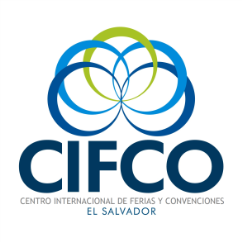 CIFCO
CENTRO INTERNACIONAL DE FERIAS Y CONVENCIONES
EL SALVADOR